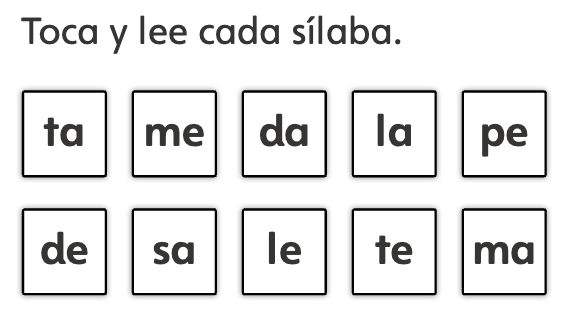 Toca y lee cada sílaba.
ta me da la pe
de sa le te ma